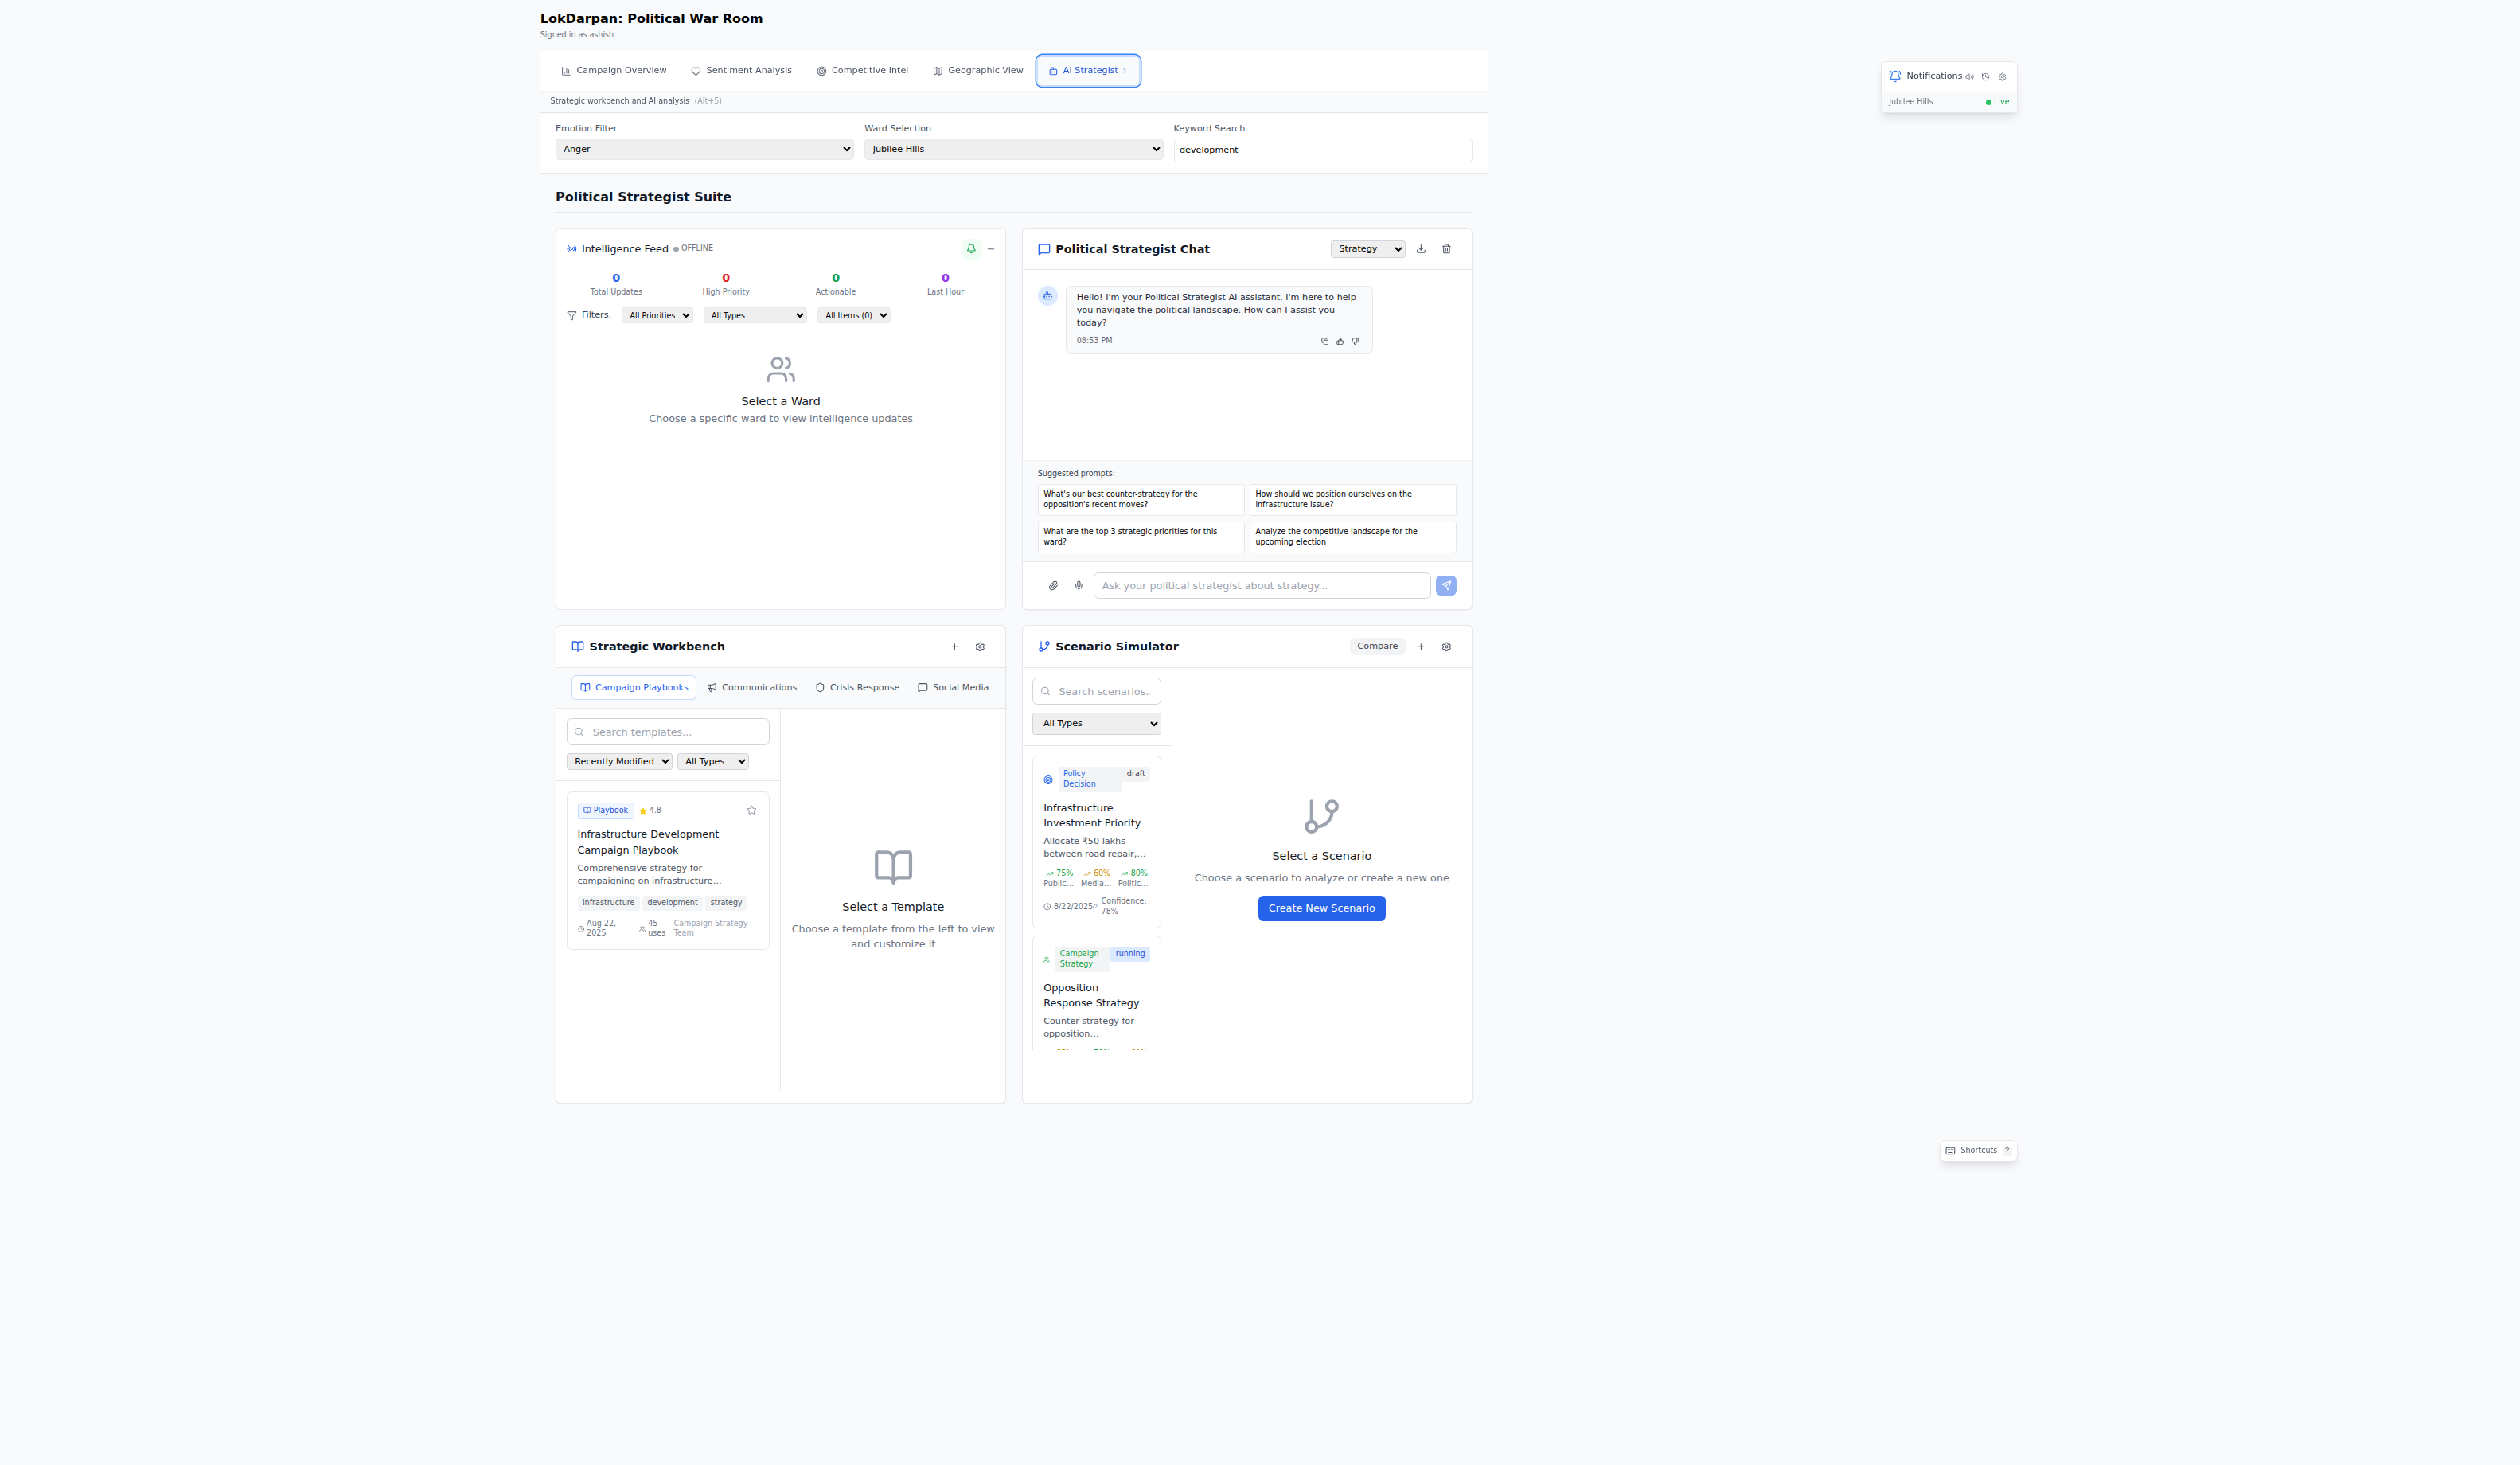 LokDarpan: Political War Room
Signed in as ashish
Campaign Overview
Sentiment Analysis
Competitive Intel
Geographic View
AI Strategist
Strategic workbench and AI analysis (Alt+5)
Notifications
Jubilee Hills
Live
Emotion Filter
Anger
Ward Selection
Jubilee Hills
Keyword Search
development
Political Strategist Suite
Intelligence Feed
OFFLINE
0
Total Updates
0
High Priority
0
Actionable
0
Last Hour
Filters:
All Priorities
All Types
All Items (0)
Select a Ward
Choose a specific ward to view intelligence updates
Political Strategist Chat
Strategy
Hello! I'm your Political Strategist AI assistant. I'm here to help
you navigate the political landscape. How can I assist you
today?
08:53 PM
Suggested prompts:
What's our best counter-strategy for the
opposition's recent moves?
How should we position ourselves on the
infrastructure issue?
What are the top 3 strategic priorities for this
ward?
Analyze the competitive landscape for the
upcoming election
Ask your political strategist about strategy...
Strategic Workbench
Campaign Playbooks
Communications
Crisis Response
Social Media
Search templates...
Recently Modified
All Types
Playbook
4.8
Infrastructure Development
Campaign Playbook
Comprehensive strategy for
campaigning on infrastructure...
infrastructure
development
strategy
Aug 22,
2025
45
uses
Campaign Strategy
Team
Select a Template
Choose a template from the left to view
and customize it
Scenario Simulator
Compare
Search scenarios.
All Types
Policy
Decision
draft
Infrastructure
Investment Priority
Allocate ₹50 lakhs
between road repair,...
75%
Public...
60%
Media...
80%
Politic...
8/22/2025
Confidence:
78%
Campaign
Strategy
running
Opposition
Response Strategy
Counter-strategy for
opposition...
Select a Scenario
Choose a scenario to analyze or create a new one
Create New Scenario
Shortcuts ?